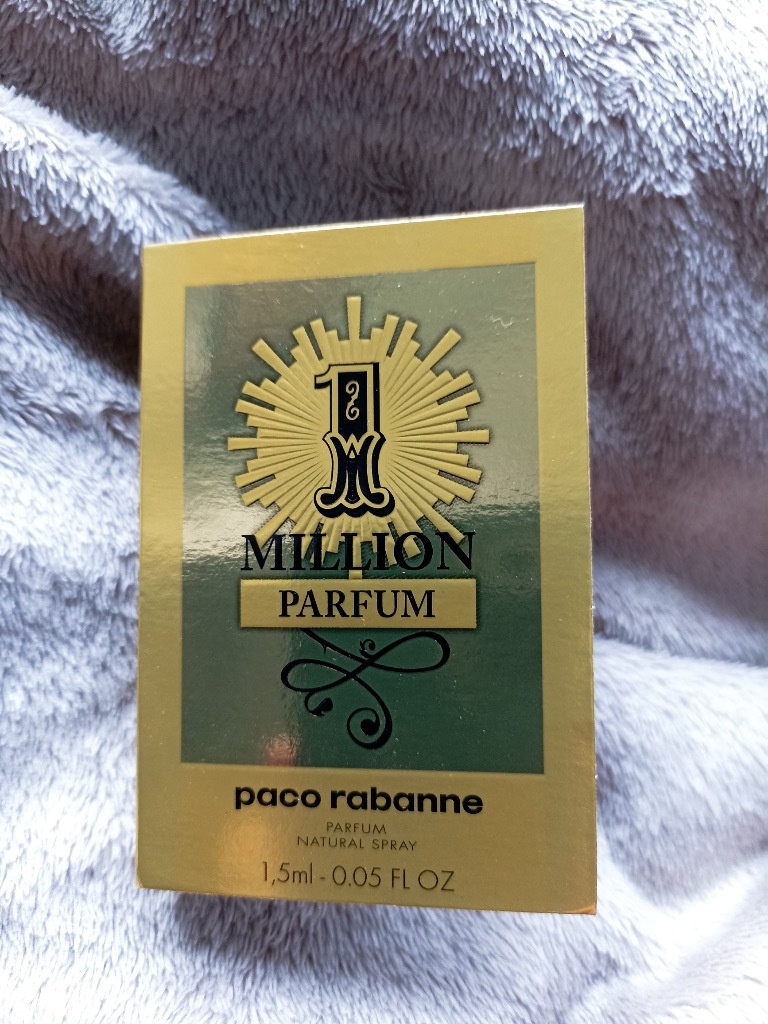 1
MILLION
PARFUM
paco rabanne
PARFUM
NATURAL SPRAY
1,5ml - 0.05 FL OZ